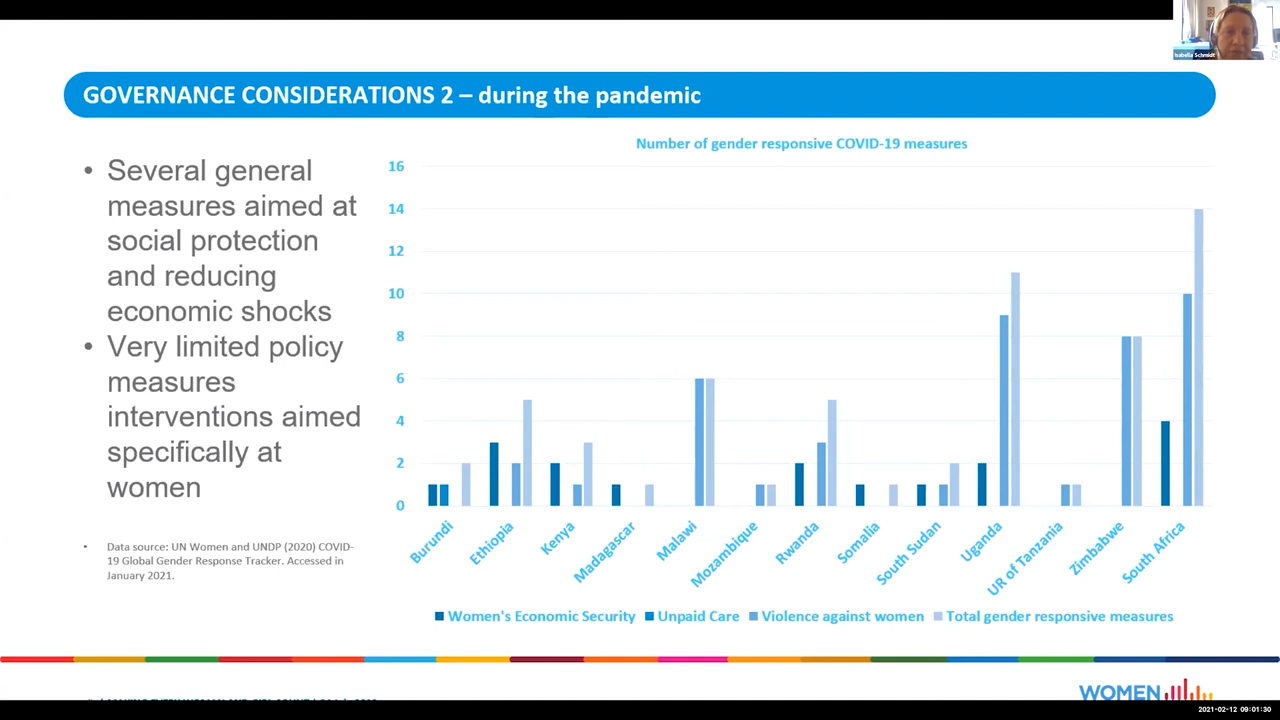 Isabella Schmidt
GOVERNANCE CONSIDERATIONS 2 – during the pandemic
• Several general
measures aimed at
social protection
and reducing
economic shocks
• Very limited policy
measures
interventions aimed
specifically at
women
• Data source: UN Women and UNDP (2020) COVID-
19 Global Gender Response Tracker. Accessed in
January 2021.
Number of gender responsive COVID-19 measures
16
14
12
10
8
6
4
2
0
Burundi
Ethiopia
Kenya
Madagascar
Malawi
Mozambique
Rwanda
Somalia
South Sudan
Uganda
UR of Tanzania
Zimbabwe
South Africa
Women's Economic Security
Unpaid Care
Violence against women
Total gender responsive measures
WOMEN
2021-02-12 09:01:30